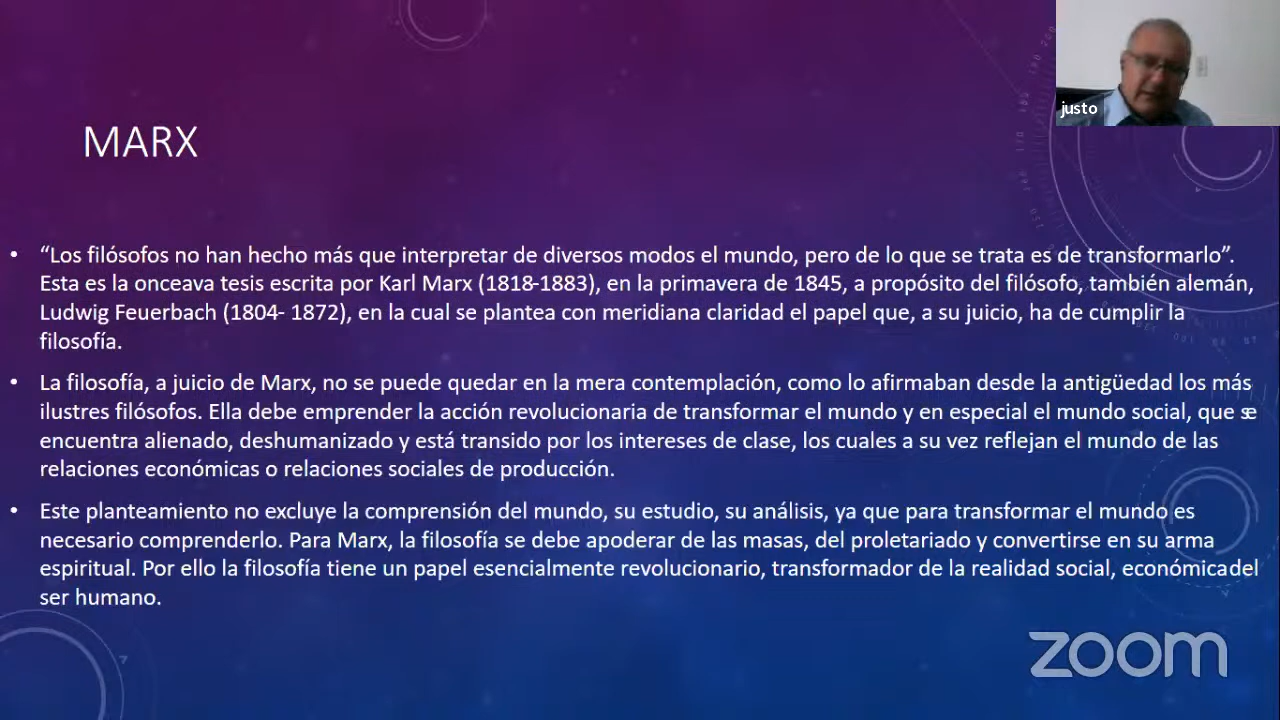 justo
MARX
• “Los filósofos no han hecho más que interpretar de diversos modos el mundo, pero de lo que se trata es de transformarlo”.
Esta es la onceava tesis escrita por Karl Marx (1818-1883), en la primavera de 1845, a propósito del filósofo, también alemán,
Ludwig Feuerbach (1804- 1872), en la cual se plantea con meridiana claridad el papel que, a su juicio, ha de cumplir la
filosofía.
• La filosofía, a juicio de Marx, no se puede quedar en la mera contemplación, como lo afirmaban desde la antigüedad los más
ilustres filósofos. Ella debe emprender la acción revolucionaria de transformar el mundo y en especial el mundo social, que se
encuentra alienado, deshumanizado y está transido por los intereses de clase, los cuales a su vez reflejan el mundo de las
relaciones económicas o relaciones sociales de producción.
• Este planteamiento no excluye la comprensión del mundo, su estudio, su análisis, ya que para transformar el mundo es
necesario comprenderlo. Para Marx, la filosofía se debe apoderar de las masas, del proletariado y convertirse en su arma
espiritual. Por ello la filosofía tiene un papel esencialmente revolucionario, transformador de la realidad social, económica del
ser humano.
zoom